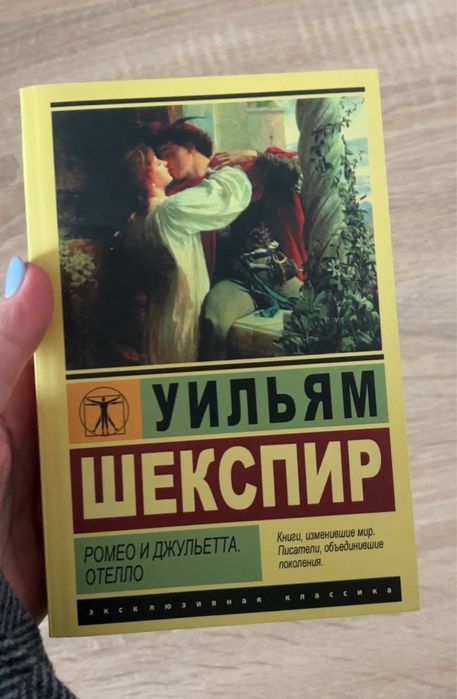 УИЛЬЯМ
ШЕКСПИР
РОМЕО И ДЖУЛЬЕТТА.
ОТЕЛЛО
Книги, изменившие мир.
Писатели, объединившие
поколения.
эксклюзивная классика